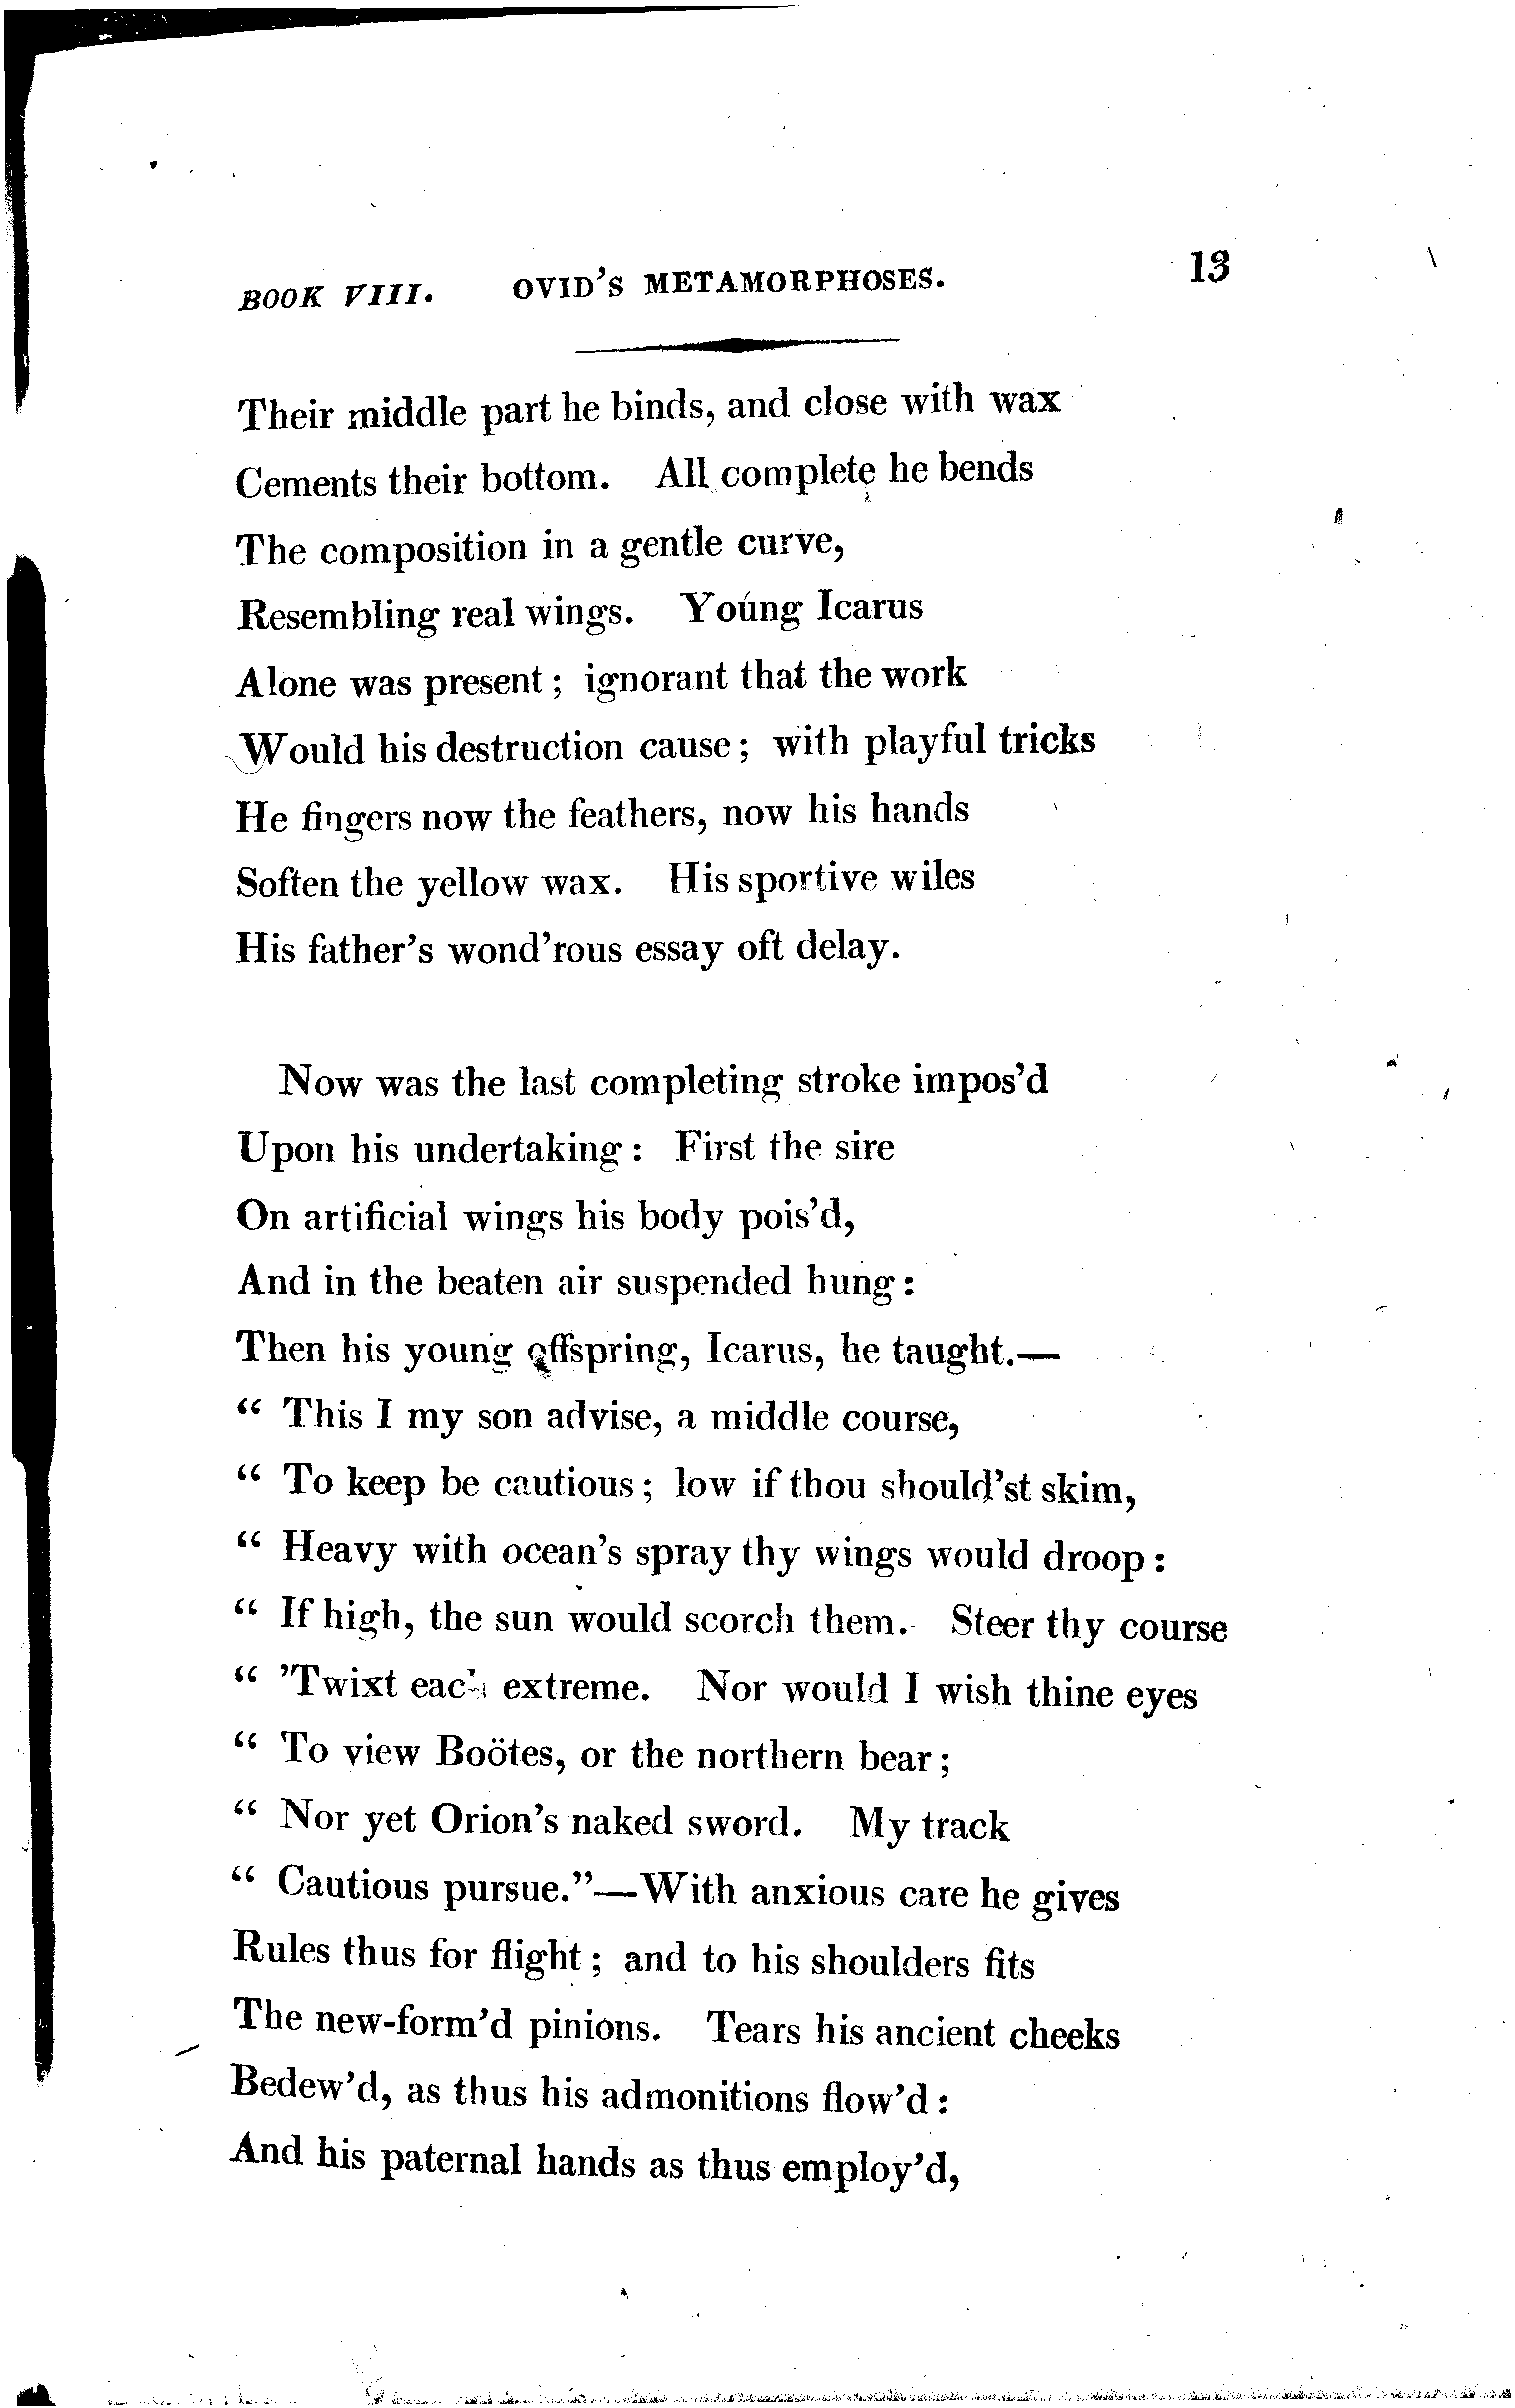 BOOK VIII. OVID'S METAMORPHOSES. 13
Their middle part he binds, and close with wax
Cements their bottom. All complete he bends
The composition in a gentle curve,
Resembling real wings. Young Icarus
Alone was present; ignorant that the work
Would his destruction cause; with playful tricks
He fingers now the feathers, now his hands
Soften the yellow wax. His sportive wiles
His father's wond'rous essay oft delay.
Now was the last completing stroke impos'd
Upon his undertaking: First the sire
On artificial wings his body pois'd,
And in the beaten air suspended hung:
Then his young offspring, Icarus, he taught.—
“ This I my son advise, a middle course,
“ To keep be cautious; low if thou should'st skim,
“ Heavy with ocean's spray thy wings would droop:
“ If high, the sun would scorch them. Steer thy course
“ 'Twixt each extreme. Nor would I wish thine eyes
“ To view Boötes, or the northern bear;
“ Nor yet Orion's naked sword. My track
“ Cautious pursue.”—With anxious care he gives
Rules thus for flight; and to his shoulders fits
The new-form'd pinions. Tears his ancient cheeks
Bedew'd, as thus his admonitions flow'd:
And his paternal hands as thus employ'd,